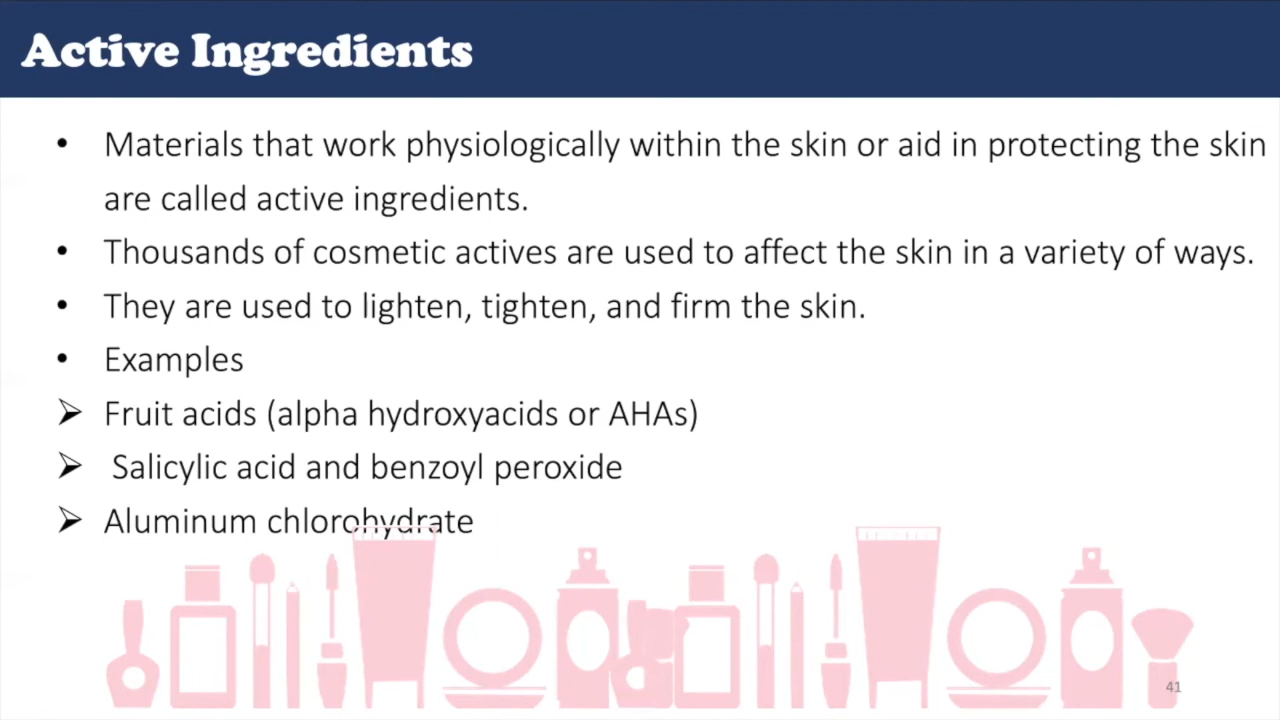 Active Ingredients
• Materials that work physiologically within the skin or aid in protecting the skin
are called active ingredients.
• Thousands of cosmetic actives are used to affect the skin in a variety of ways.
• They are used to lighten, tighten, and firm the skin.
• Examples
➢ Fruit acids (alpha hydroxyacids or AHAs)
➢ Salicylic acid and benzoyl peroxide
➢ Aluminum chlorohydrate
41